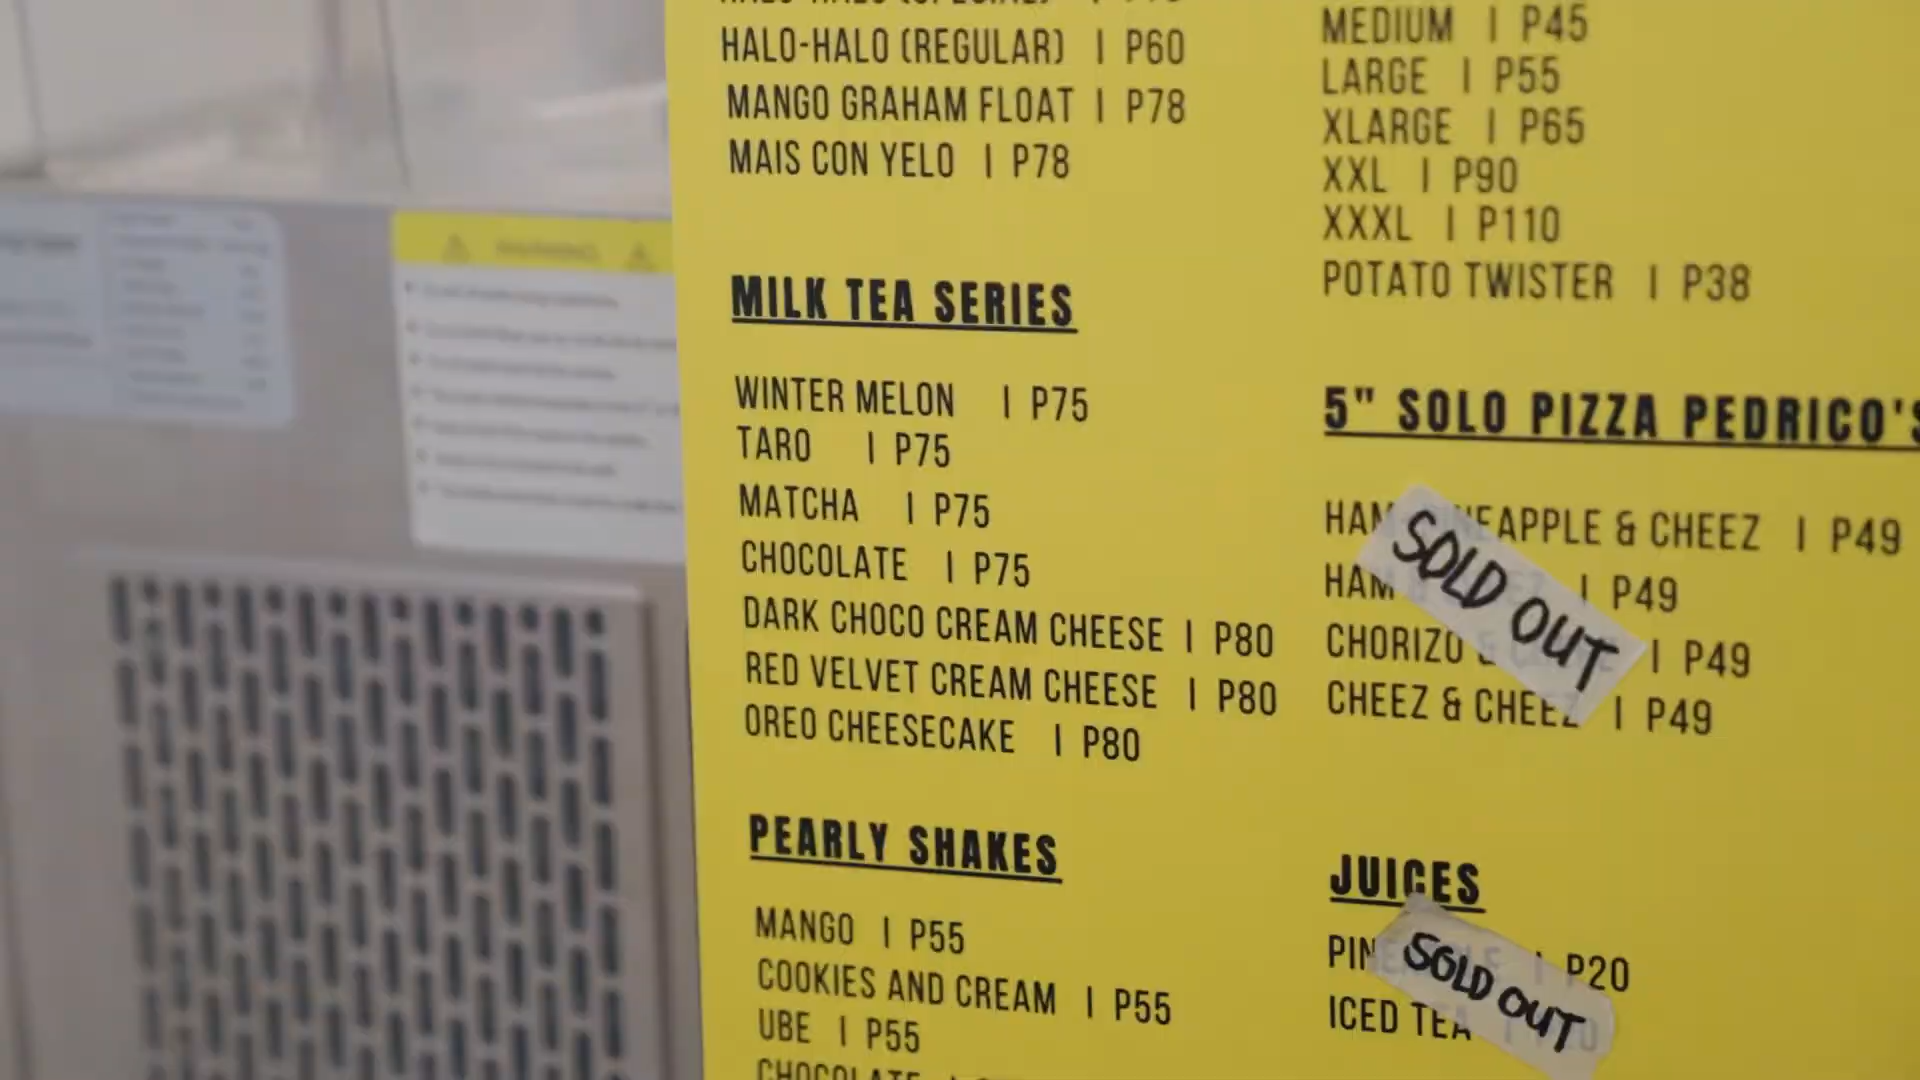 HALO-HALO (REGULAR) | P60
MANGO GRAHAM FLOAT | P78
MAIS CON YELO | P78
MILK TEA SERIES
WINTER MELON | P75
TARO | P75
MATCHA | P75
CHOCOLATE | P75
DARK CHOCO CREAM CHEESE | P80
RED VELVET CREAM CHEESE | P80
OREO CHEESECAKE | P80
PEARLY SHAKES
MANGO | P55
COOKIES AND CREAM | P55
UBE | P55
CHOCOLATE
MEDIUM | P45
LARGE | P55
XLARGE | P65
XXL | P90
XXXL | P110
POTATO TWISTER | P38
5" SOLO PIZZA PEDRICO'S
HAM & CHEEZ | P49
HAM | P49
CHORIZO | P49
CHEEZ & CHEEZ | P49
SOLD OUT
JUICES
P20
ICED TEA
SOLD OUT